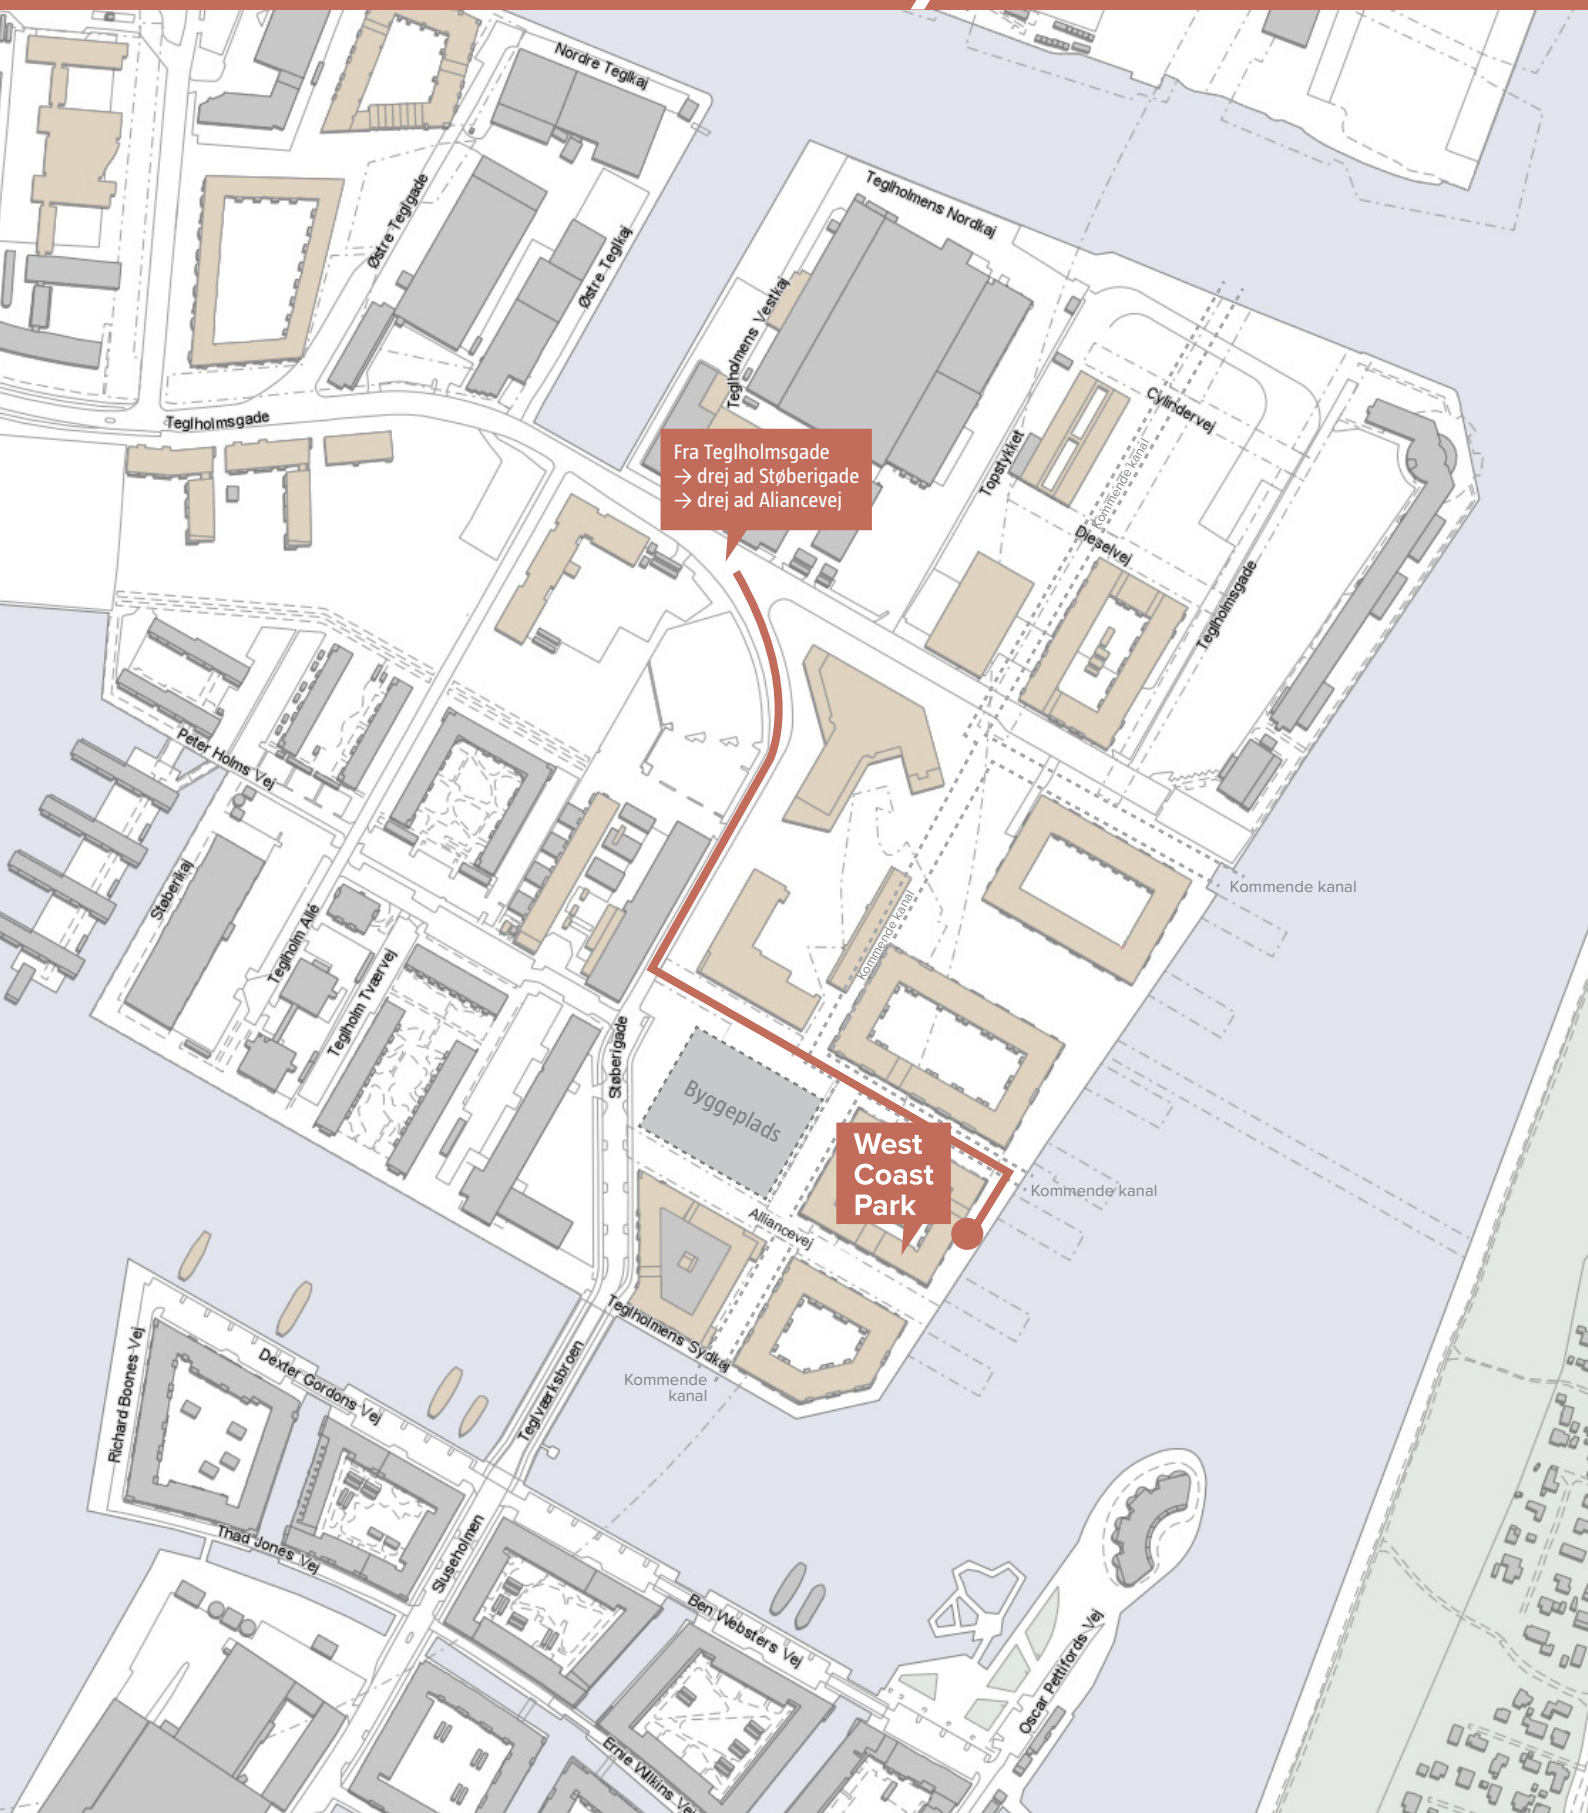 Nordre Teglkaj
Østre Teglgade
Østre Teglkaj
Teglholmens Nordkaj
Teglholmens Vestkaj
Teglholmsgade
Cylindervej
Topstykket
Kommende kanal
Fra Teglholmsgade
→ drej ad Støberigade
→ drej ad Aliancevej
Dieselvej
Teglholmsgade
Peter Holms Vej
Støberikaj
Teglholm Allé
Teglholm Tværvej
Kommende kanal
Kommende kanal
Støberigade
Byggeplads
West
Coast
Park
Kommende kanal
Alliancevej
Teglholmens Sydkaj
Kommende
kanal
Teglværksbroen
Richard Boones Vej
Dexter Gordons Vej
Thad Jones Vej
Sluseholmen
Ben Websters Vej
Oscar Pettifords Vej
Ernie Wilkins Vej